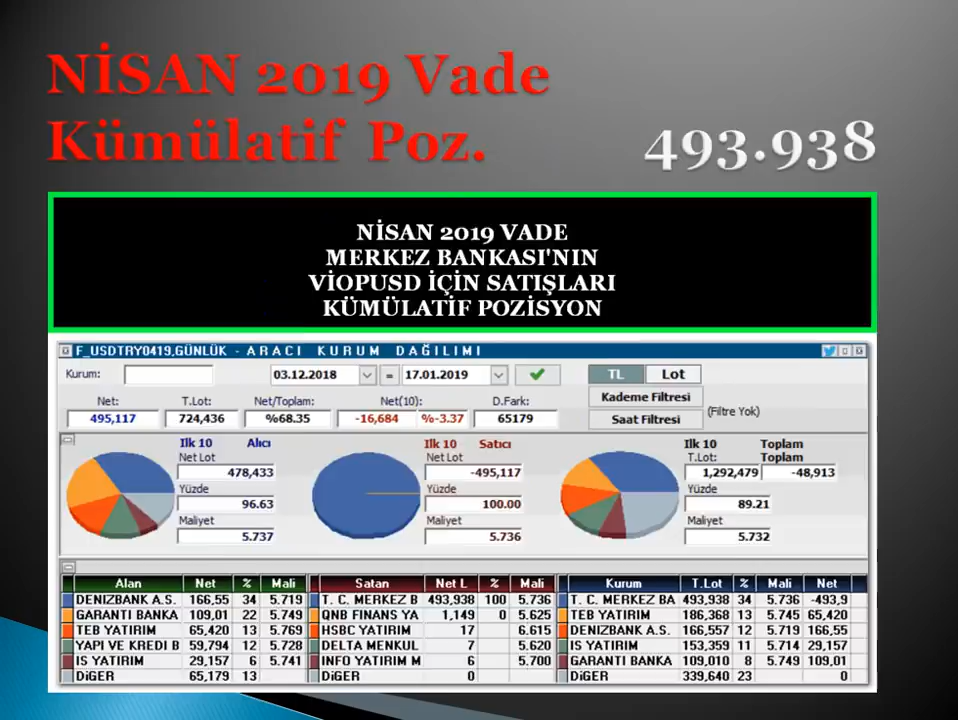 NİSAN 2019 Vade
Kümülatif Poz. 493.938
NİSAN 2019 VADE
MERKEZ BANKASI'NIN
VİOPUSD İÇİN SATIŞLARI
KÜMÜLATİF POZİSYON
F_USDTRY0419,GÜNLÜK - ARACI KURUM DAĞILIMI
Kurum: 03.12.2018 = 17.01.2019 TL Lot
Kademe Filtresi
Saat Filtresi (Filtre Yok)
Net: T.Lot: Net/Toplam: Net(10): D.Fark:
495,117 724,436 %68.35 -16,684 %-3.37 65179
Ilk 10 Alıcı Ilk 10 Satıcı Ilk 10 Toplam
Net Lot Net Lot T.Lot: Toplam
478,433 -495,117 1,292,479 -48,913
Yüzde Yüzde Yüzde
96.63 100.00 89.21
Maliyet Maliyet Maliyet
5.737 5.736 5.732
Alan Net % Mali Satan Net L % Mali Kurum T.Lot % Mali Net
DENIZBANK A.S. 166,55 34 5.719 T. C. MERKEZ B 493,938 100 5.736 T. C. MERKEZ BA 493,938 34 5.736 -493,9
GARANTI BANKA 109,01 22 5.749 QNB FINANS YA 1,149 0 5.625 TEB YATIRIM 186,368 13 5.745 65,420
TEB YATIRIM 65,420 13 5.769 HSBC YATIRIM 17 6.615 DENIZBANK A.S. 166,557 12 5.719 166,55
YAPI VE KREDI B 59,794 12 5.728 DELTA MENKUL 7 5.620 IS YATIRIM 153,359 11 5.714 29,157
IS YATIRIM 29,157 6 5.741 INFO YATIRIM M 6 5.700 GARANTI BANKA 109,010 8 5.749 109,01
DiĞER 65,179 13 DiĞER 0 DiĞER 339,640 23 0